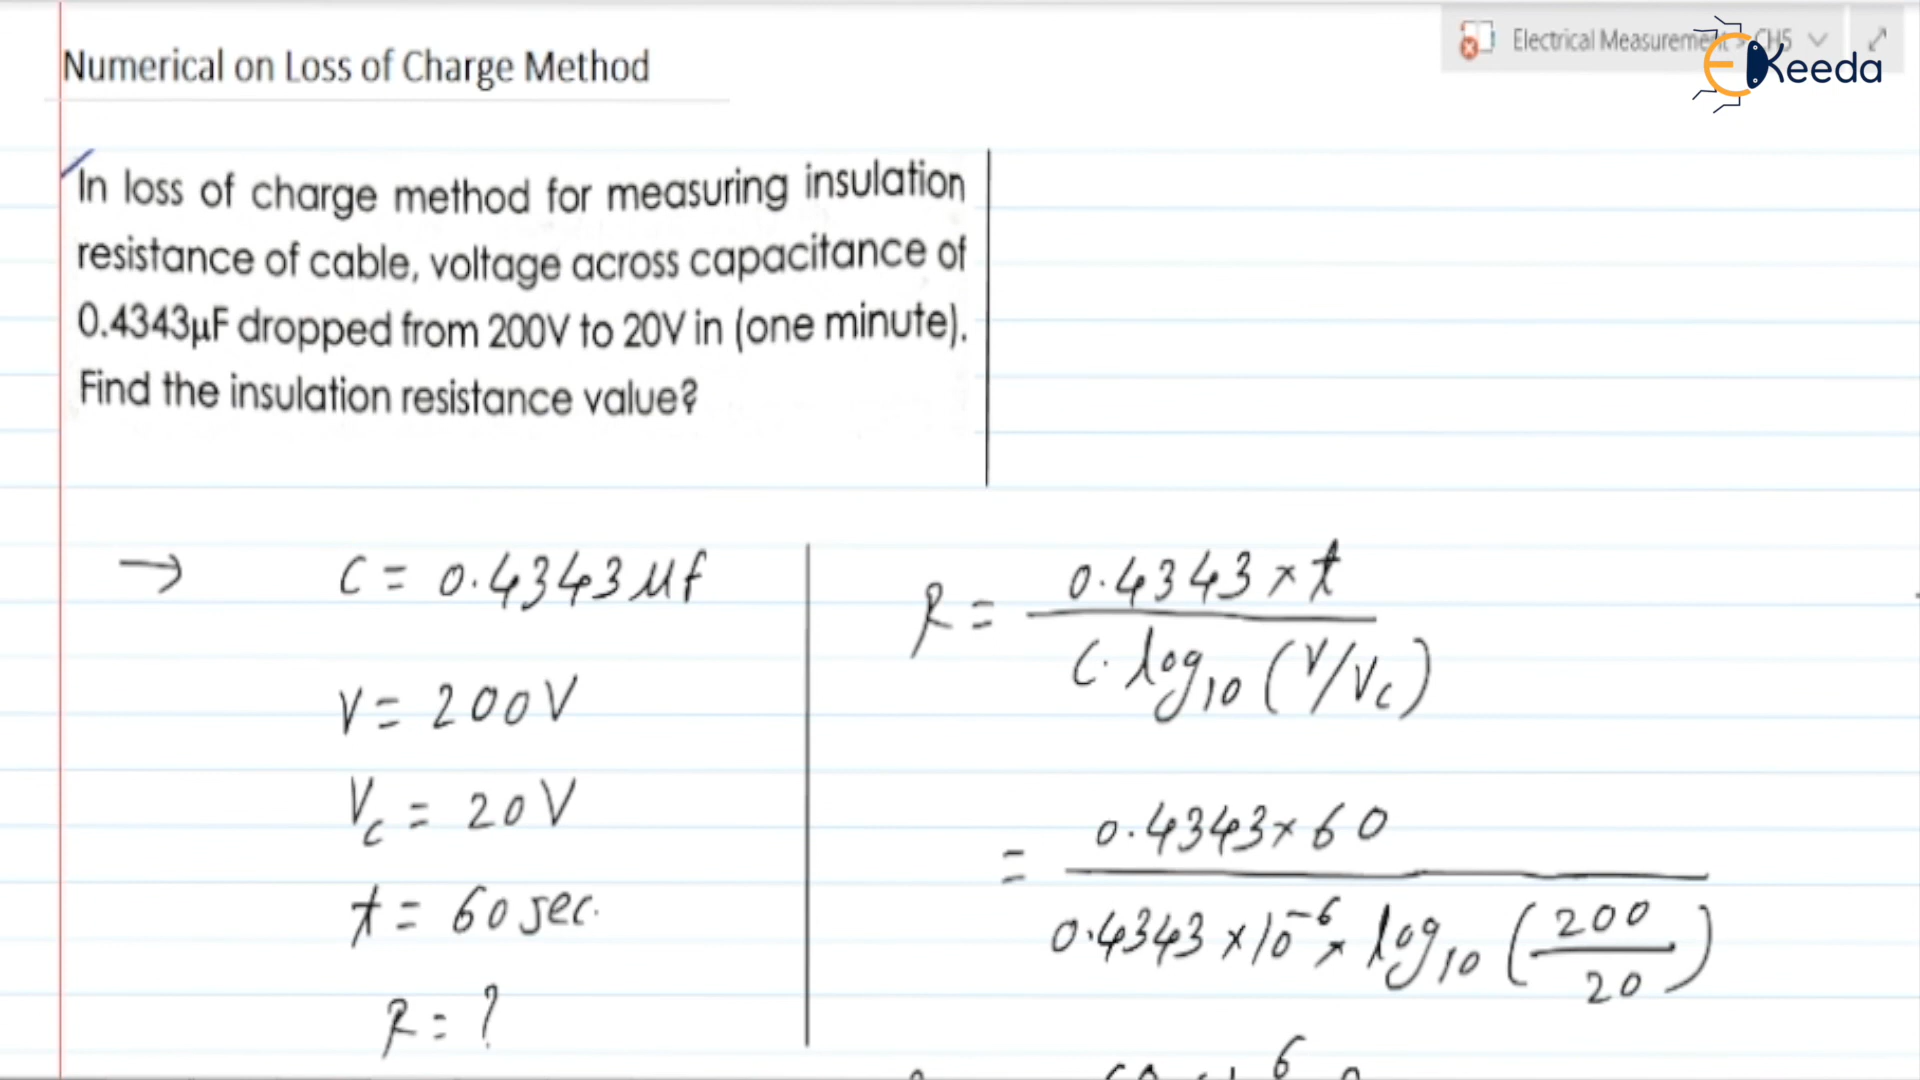 Numerical on Loss of Charge Method
Electrical Measurement > CH5
EKeeda
In loss of charge method for measuring insulation
resistance of cable, voltage across capacitance of
0.4343μF dropped from 200V to 20V in (one minute).
Find the insulation resistance value?
→ C = 0.4343 μf
V = 200V
Vc = 20V
t = 60 sec.
R = ?
R = 0.4343 × t
C. log10 (V/Vc)
= 0.4343 × 60
0.4343 × 10^-6 × log10 (200/20)